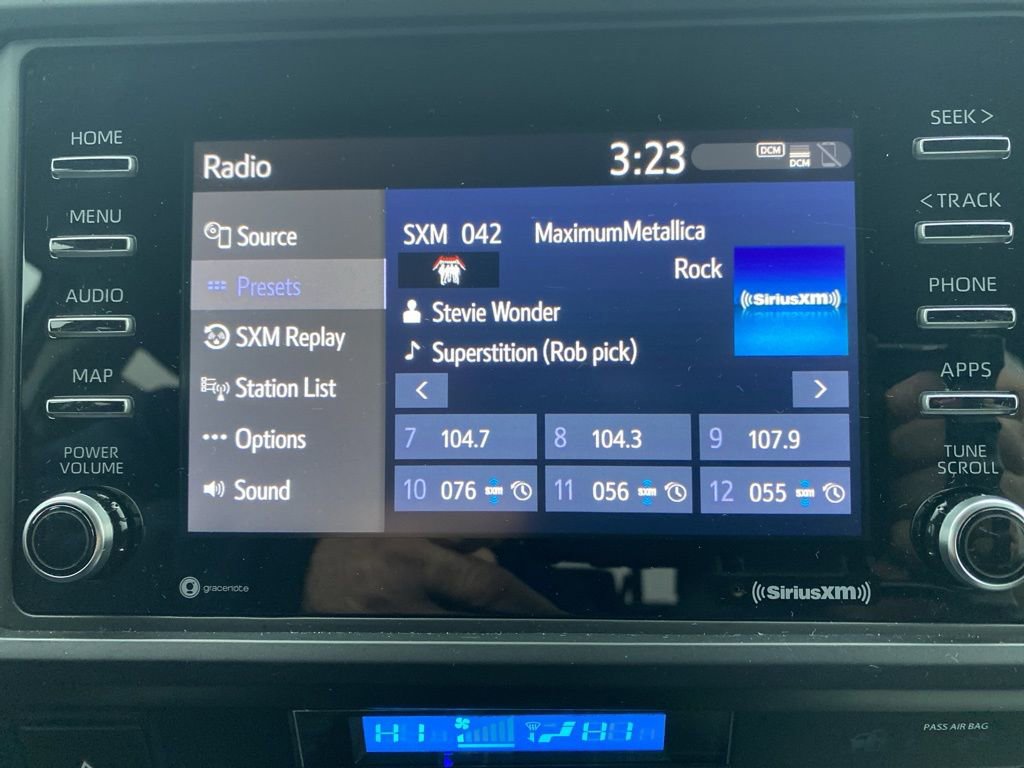 HOME
MENU
AUDIO
MAP
POWER
VOLUME
Radio
3:23
DCM
DCM
Source
Presets
SXM Replay
Station List
Options
Sound
SXM 042 MaximumMetallica
Rock
((SiriusXM))
Stevie Wonder
Superstition (Rob pick)
<
>
7 104.7
8 104.3
9 107.9
10 076 SXM
11 056 SXM
12 055 SXM
SEEK >
< TRACK
PHONE
APPS
TUNE
SCROLL
gracenote
((SiriusXM))
HI
HI
PASS AIR BAG